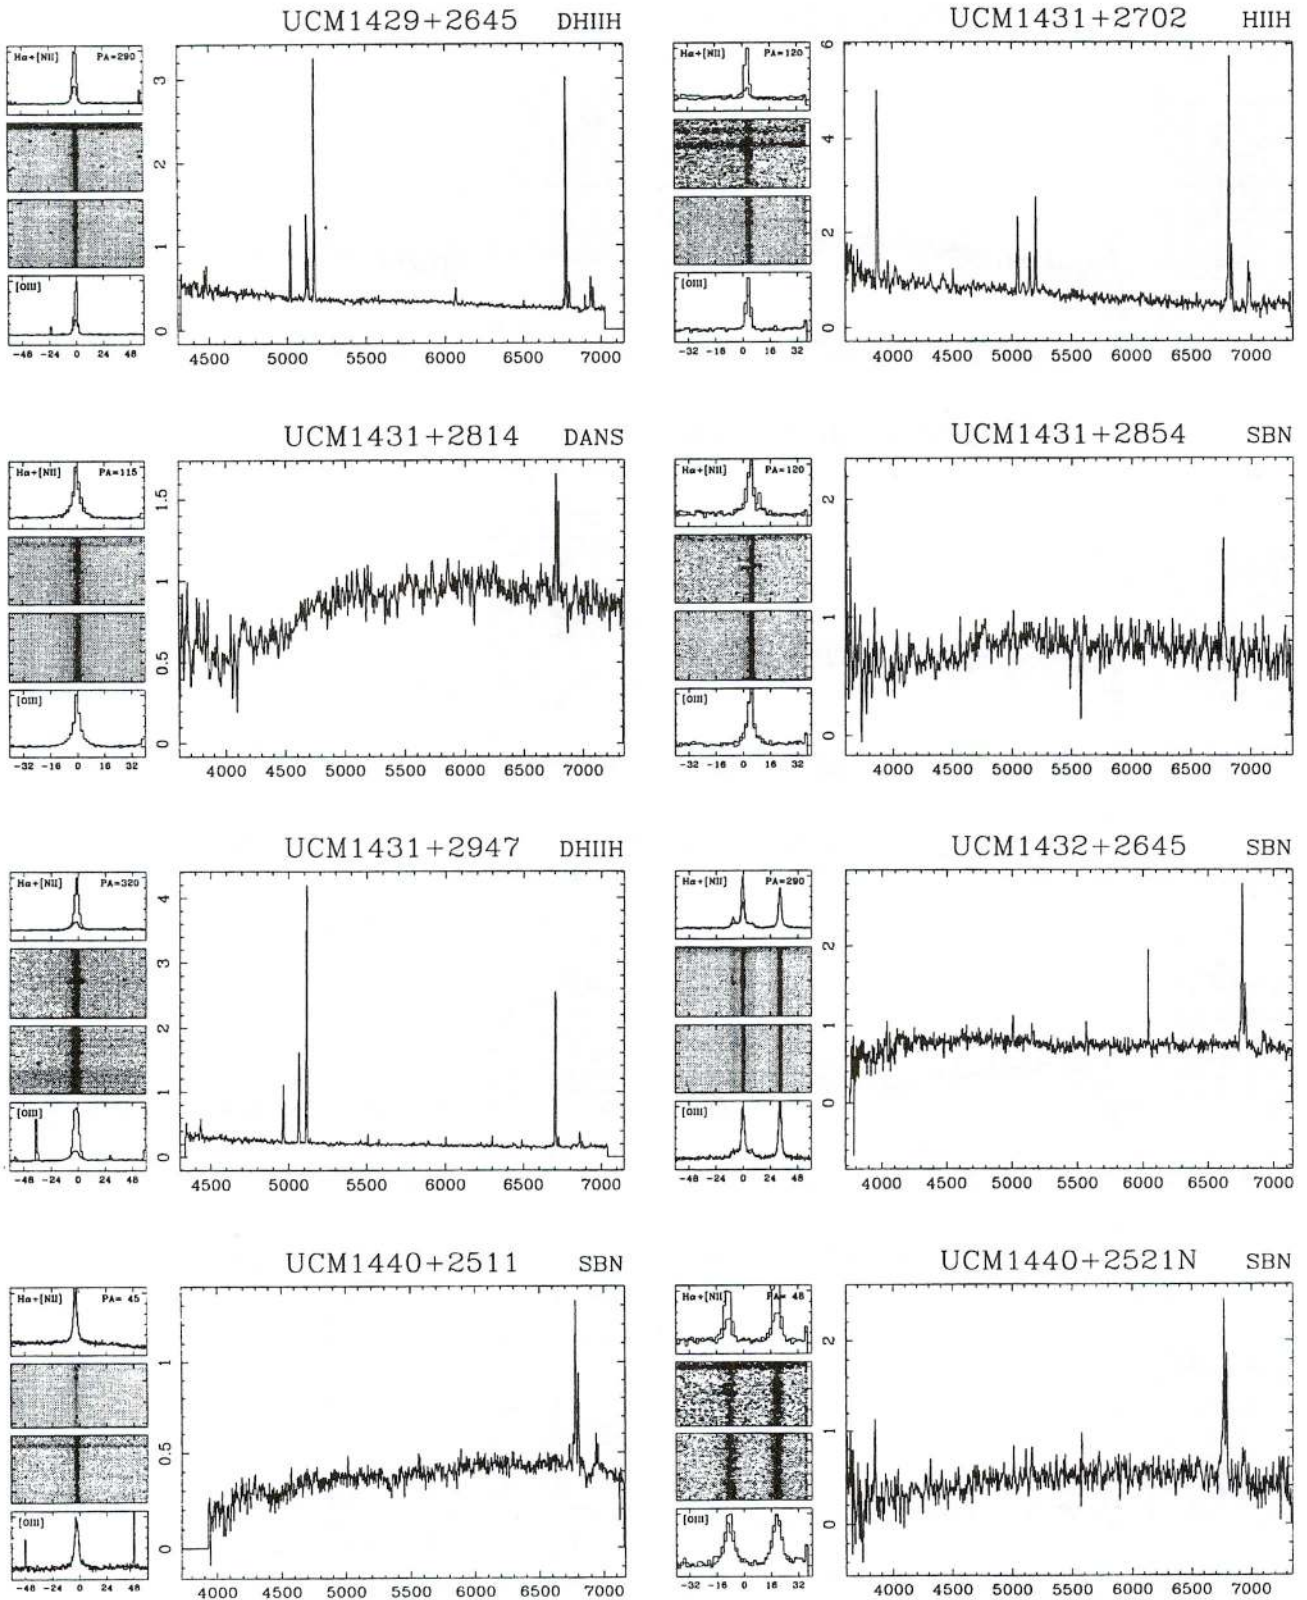 UCM1429+2645 DHIIH
Hα+[NII] PA=290
[OIII]
-48 -24 0 24 48
0 1 2 3
4500 5000 5500 6000 6500 7000
UCM1431+2702 HIIH
Hα+[NII] PA=120
[OIII]
-32 -16 0 16 32
0 2 4 6
4000 4500 5000 5500 6000 6500 7000
UCM1431+2814 DANS
Hα+[NII] PA=115
[OIII]
-32 -16 0 16 32
0 0.5 1 1.5
4000 4500 5000 5500 6000 6500 7000
UCM1431+2854 SBN
Hα+[NII] PA=120
[OIII]
-32 -16 0 16 32
0 1 2
4000 4500 5000 5500 6000 6500 7000
UCM1431+2947 DHIIH
Hα+[NII] PA=320
[OIII]
-48 -24 0 24 48
0 1 2 3 4
4500 5000 5500 6000 6500 7000
UCM1432+2645 SBN
Hα+[NII] PA=290
[OIII]
-48 -24 0 24 48
0 1 2
4000 4500 5000 5500 6000 6500 7000
UCM1440+2511 SBN
Hα+[NII] PA= 45
[OIII]
-48 -24 0 24 48
0 0.5 1
4000 4500 5000 5500 6000 6500 7000
UCM1440+2521N SBN
Hα+[NII] PA= 48
[OIII]
-32 -16 0 16 32
0 1 2
4000 4500 5000 5500 6000 6500 7000